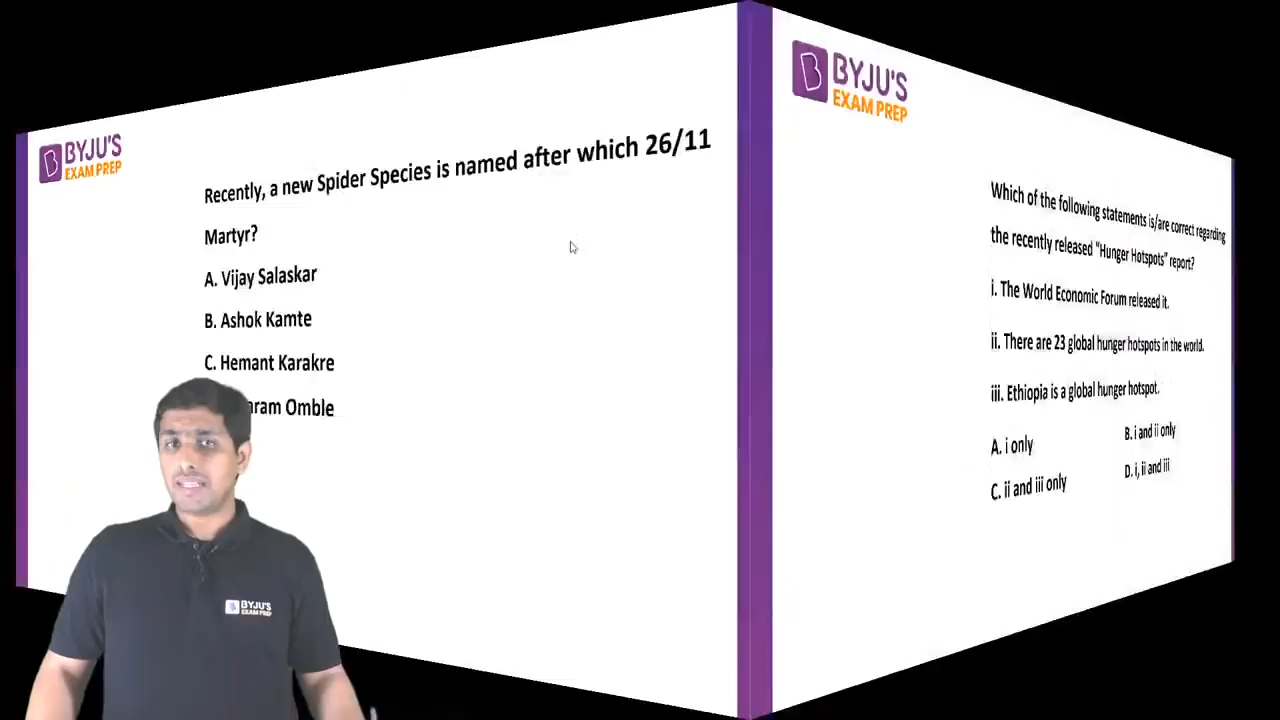 BYJU'S
EXAM PREP
Recently, a new Spider Species is named after which 26/11
Martyr?
A. Vijay Salaskar
B. Ashok Kamte
C. Hemant Karakre
Omble
BYJU'S
EXAM PREP
BYJU'S
EXAM PREP
Which of the following statements is/are correct regarding
the recently released “Hunger Hotspots” report?
i. The World Economic Forum released it.
ii. There are 23 global hunger hotspots in the world.
iii. Ethiopia is a global hunger hotspot.
A. i only
B. i and ii only
C. ii and iii only
D. i, ii and iii